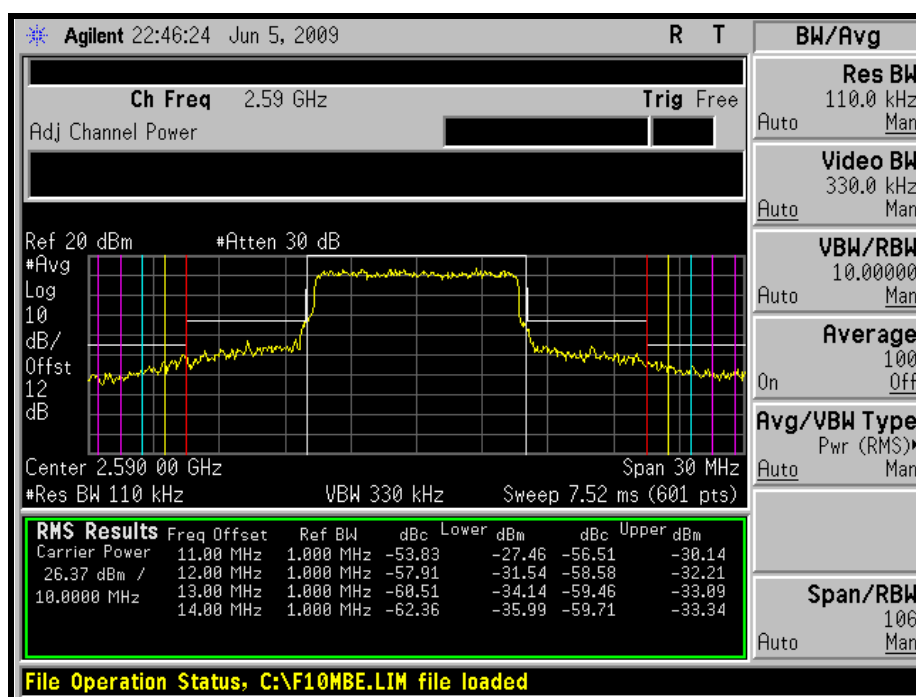 Agilent 22:46:24 Jun 5, 2009 R T
Ch Freq 2.59 GHz Trig Free
Adj Channel Power
Ref 20 dBm #Atten 30 dB
#Avg
Log
10
dB/
Offst
12
dB
Center 2.590 00 GHz Span 30 MHz
#Res BW 110 kHz VBW 330 kHz Sweep 7.52 ms (601 pts)
RMS Results Freq Offset Ref BW dBc Lower dBm dBc Upper dBm
Carrier Power 11.00 MHz 1.000 MHz -53.83 -27.46 -56.51 -30.14
26.37 dBm / 12.00 MHz 1.000 MHz -57.91 -31.54 -58.58 -32.21
10.0000 MHz 13.00 MHz 1.000 MHz -60.51 -34.14 -59.46 -33.09
14.00 MHz 1.000 MHz -62.36 -35.99 -59.71 -33.34
File Operation Status, C:\F10MBE.LIM file loaded
BW/Avg
Res BW
110.0 kHz
Auto Man
Video BW
330.0 kHz
Auto Man
VBW/RBW
10.00000
Auto Man
Average
100
On Off
Avg/VBW Type
Pwr (RMS)
Auto Man
Span/RBW
106
Auto Man